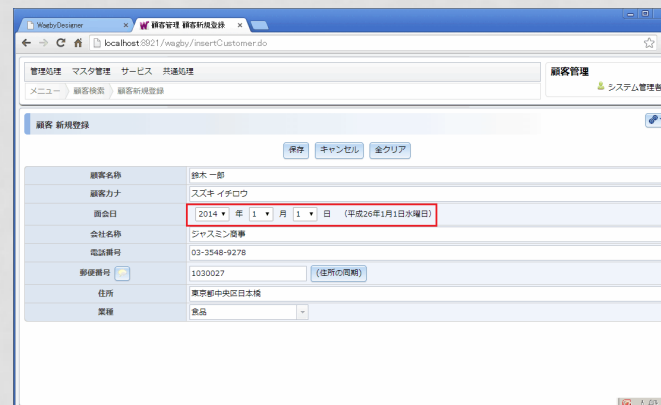 WagbyDesigner
顧客管理 顧客新規登録
localhost:8921/wagby/insertCustomer.do
管理処理 マスタ管理 サービス 共通処理
顧客管理
メニュー 顧客検索 顧客新規登録
システム管理者
顧客 新規登録
保存 キャンセル 全クリア
顧客名称 鈴木 一郎
顧客カナ スズキ イチロウ
面会日 2014 年 1 月 1 日 (平成26年1月1日水曜日)
会社名称 ジャスミン商事
電話番号 03-3548-9278
郵便番号 1030027 (住所の同期)
住所 東京都中央区日本橋
業種 食品